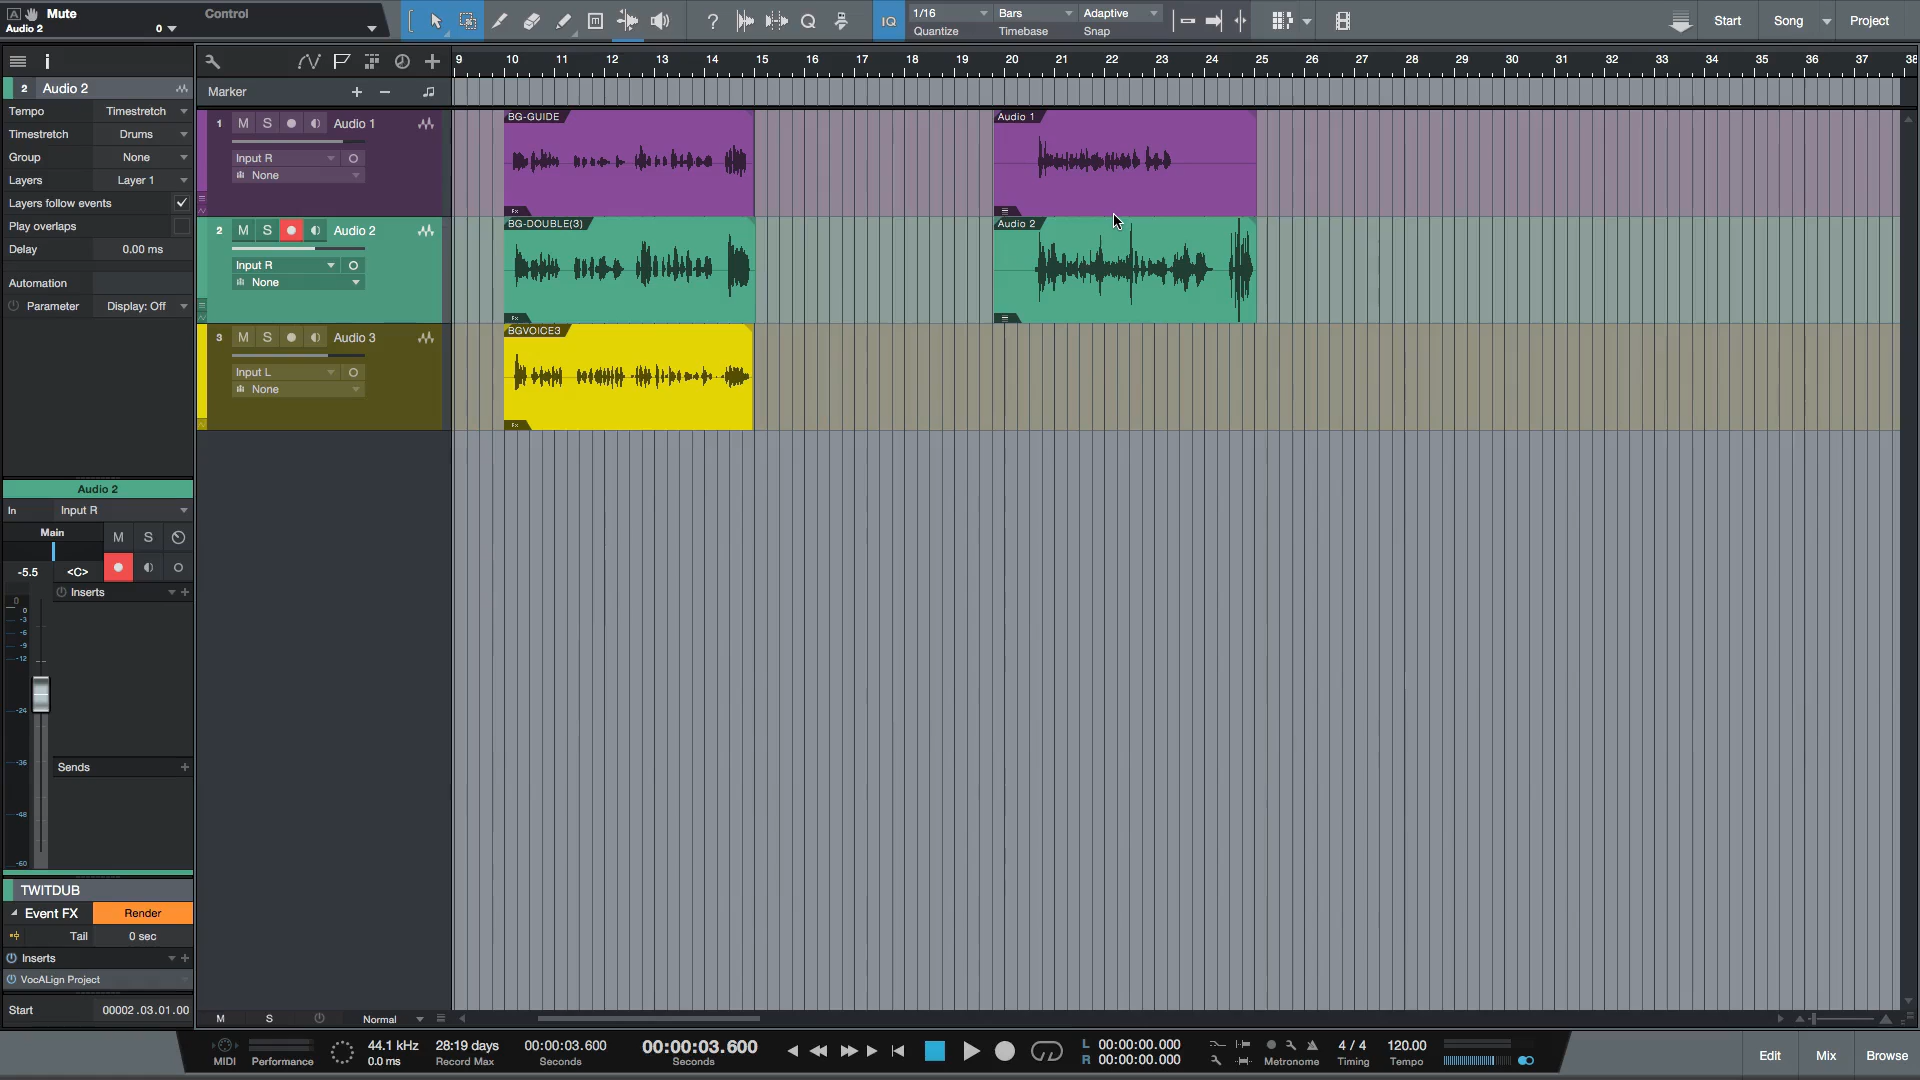 Mute
Control
Audio 2
0
IQ
1/16
Quantize
Bars
Timebase
Adaptive
Snap
Start
Song
Project
i
2 Audio 2
Tempo Timestretch
Timestretch Drums
Group None
Layers Layer 1
Layers follow events
Play overlaps
Delay 0.00 ms
Automation
Parameter Display: Off
Marker
9 10 11 12 13 14 15 16 17 18 19 20 21 22 23 24 25 26 27 28 29 30 31 32 33 34 35 36 37 38
1 M S Audio 1
Input R
None
2 M S Audio 2
Input R
None
3 M S Audio 3
Input L
None
BG-GUIDE
Audio 1
BG-DOUBLE(3)
Audio 2
BGVOICE3
Fx
Fx
Fx
Audio 2
In Input R
Main M S
-5.5 <C>
Inserts
0
0
-3
-6
-9
-12
-24
-36
-48
-60
Sends
TWITDUB
Event FX Render
Tail 0 sec
Inserts
VocALign Project
Start 00002.03.01.00
M S Normal
MIDI
Performance
44.1 kHz
0.0 ms
28:19 days
Record Max
00:00:03.600
Seconds
00:00:03.600
Seconds
L 00:00:00.000
R 00:00:00.000
Metronome
4 / 4
Timing
120.00
Tempo
Edit
Mix
Browse